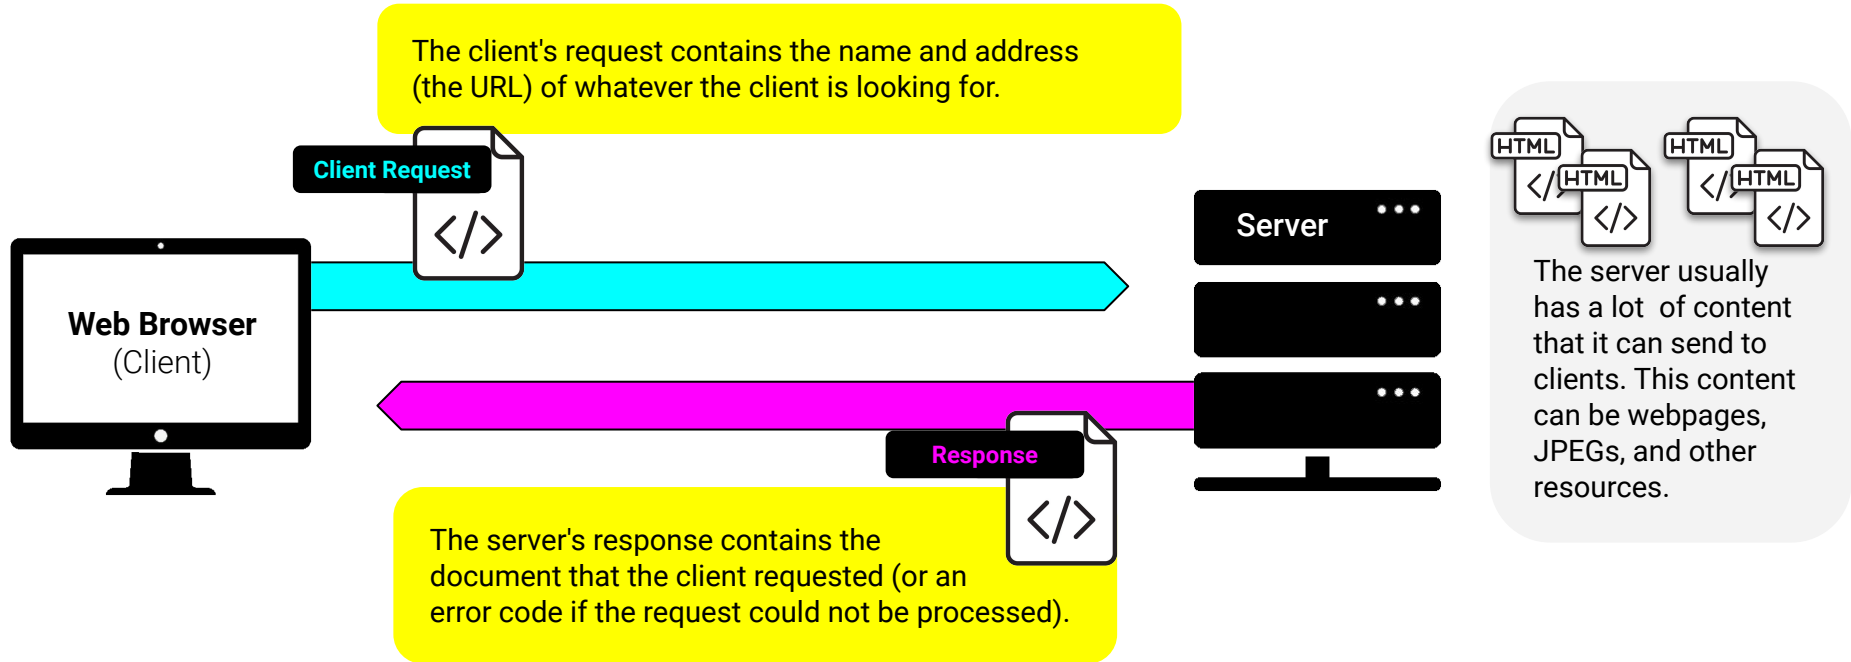 The client's request contains the name and address
(the URL) of whatever the client is looking for.
Client Request
Web Browser
(Client)
Server
Response
The server's response contains the
document that the client requested (or an
error code if the request could not be processed).
HTML
HTML
HTML
HTML
</>
</>
</>
</>
</>
</>
The server usually
has a lot  of content
that it can send to
clients. This content
can be webpages,
JPEGs, and other
resources.